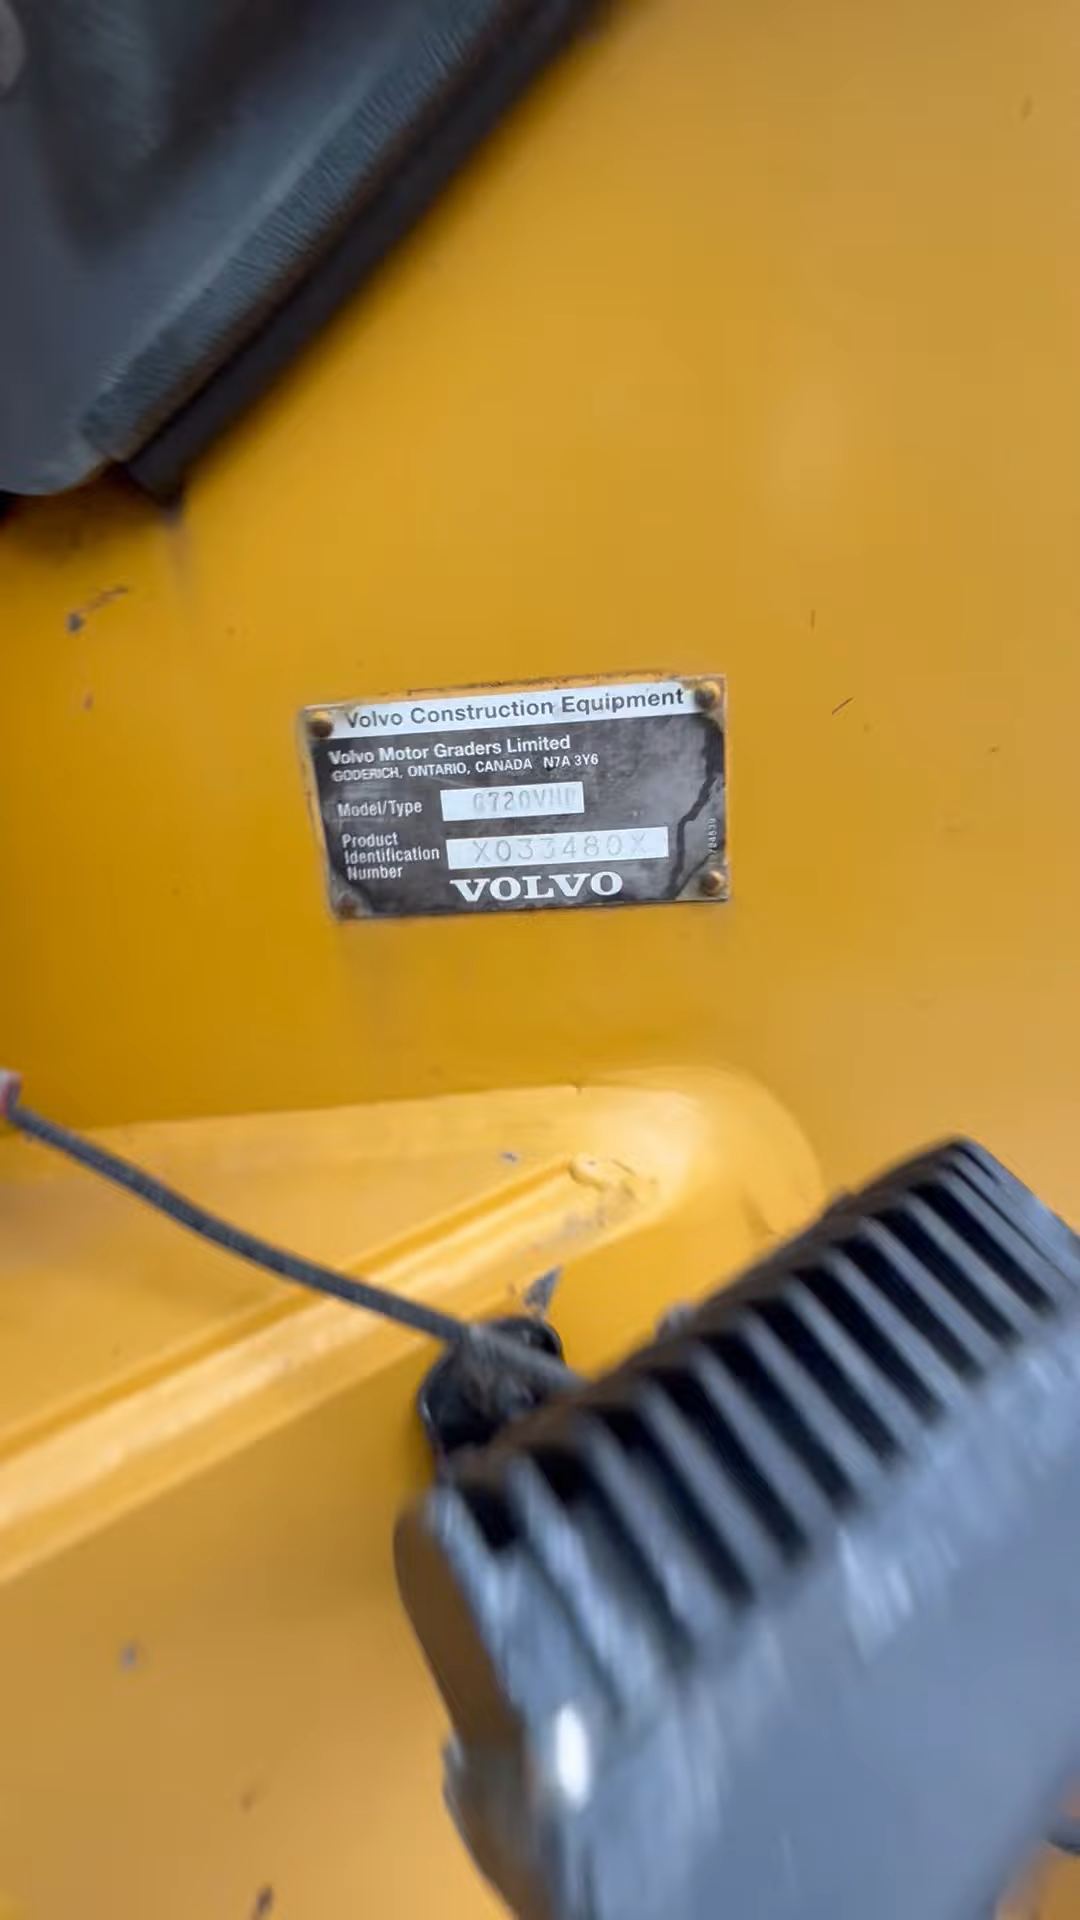 Volvo Construction Equipment
Volvo Motor Graders Limited
GODERICH, ONTARIO, CANADA N7A 3Y6
Model/Type G720VHP
Product
Identification
Number X033480X
VOLVO